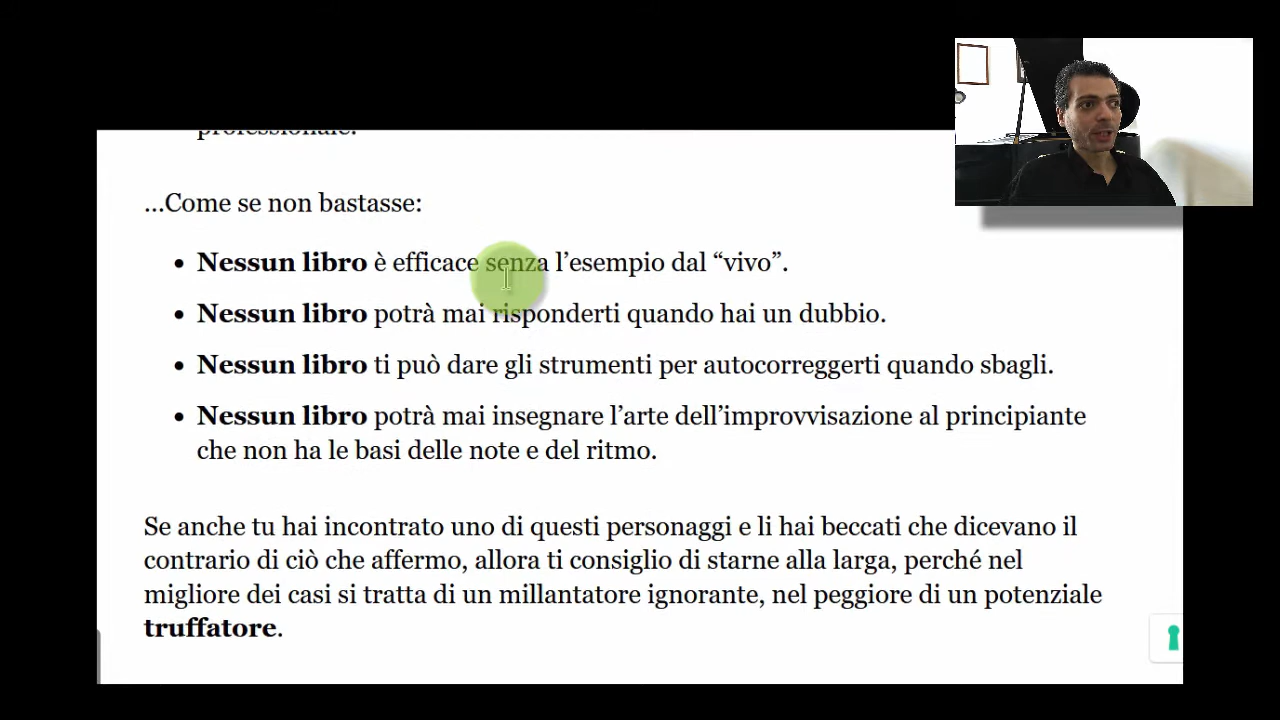 professionale.
...Come se non bastasse:
• Nessun libro è efficace senza l’esempio dal “vivo”.
• Nessun libro potrà mai risponderti quando hai un dubbio.
• Nessun libro ti può dare gli strumenti per autocorreggerti quando sbagli.
• Nessun libro potrà mai insegnare l’arte dell’improvvisazione al principiante
che non ha le basi delle note e del ritmo.
Se anche tu hai incontrato uno di questi personaggi e li hai beccati che dicevano il
contrario di ciò che affermo, allora ti consiglio di starne alla larga, perché nel
migliore dei casi si tratta di un millantatore ignorante, nel peggiore di un potenziale
truffatore.